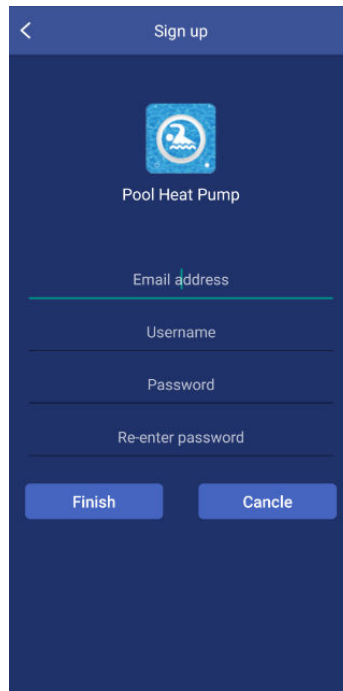 Sign up
Pool Heat Pump
Email address
Username
Password
Re-enter password
Finish Cancle